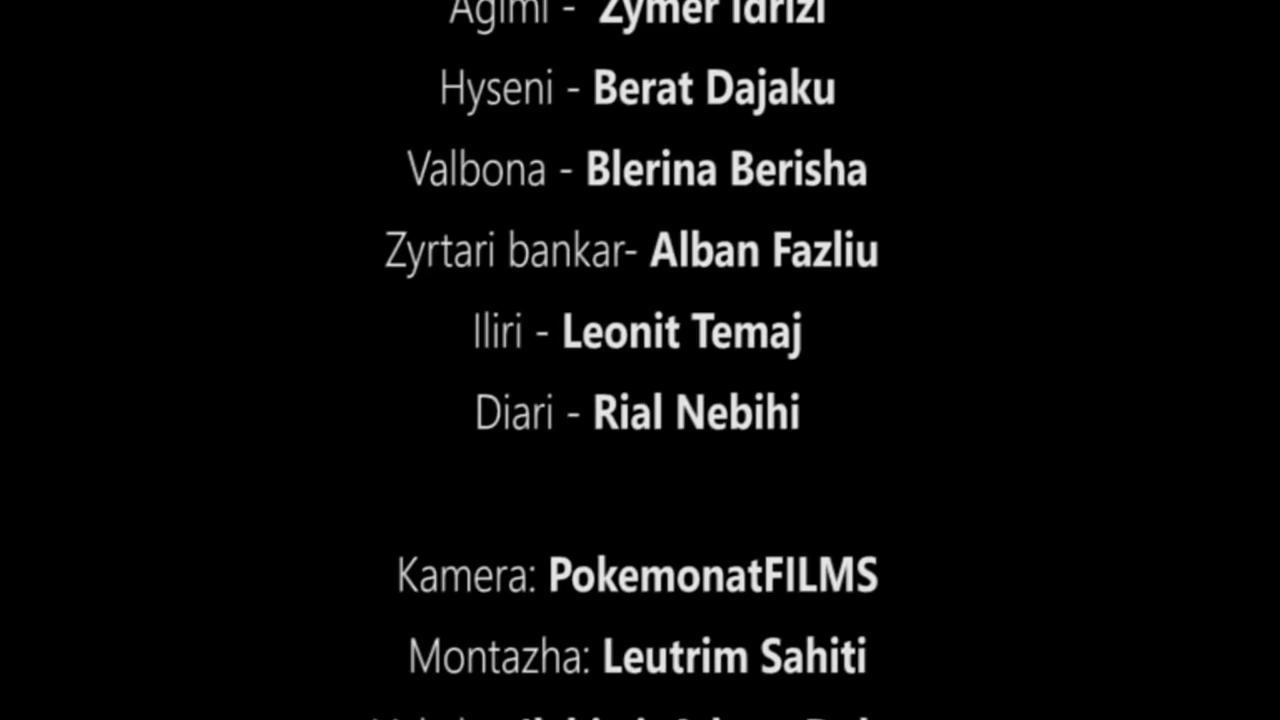 Agimi - Zymer Idrizi
Hyseni - Berat Dajaku
Valbona - Blerina Berisha
Zyrtari bankar- Alban Fazliu
Iliri - Leonit Temaj
Diari - Rial Nebihi
Kamera: PokemonatFILMS
Montazha: Leutrim Sahiti